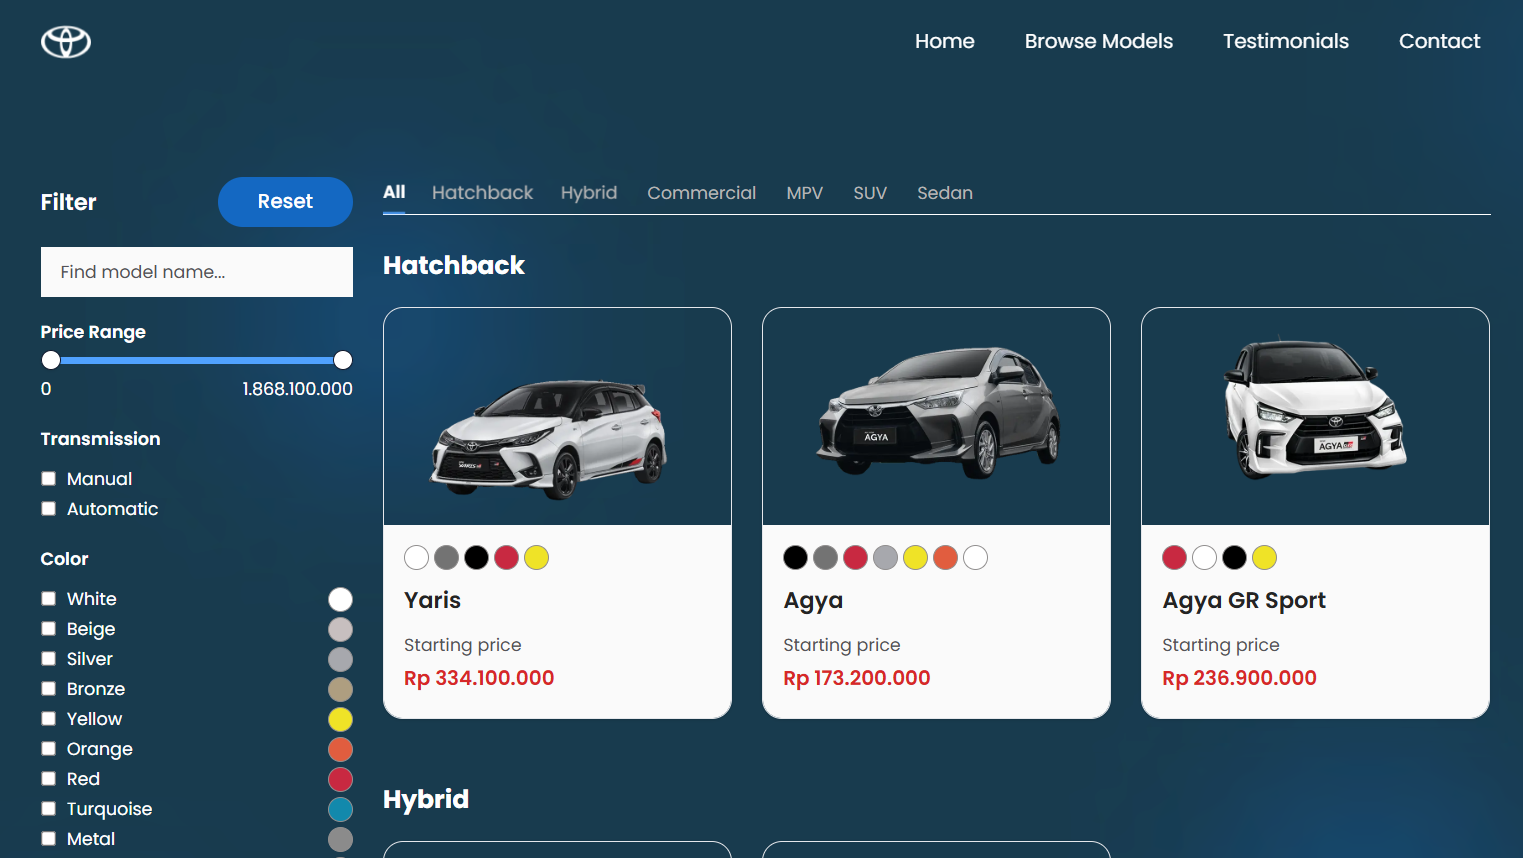 Home Browse Models Testimonials Contact
Filter
Reset
Find model name...
Price Range
0 1.868.100.000
Transmission
Manual
Automatic
Color
White
Beige
Silver
Bronze
Yellow
Orange
Red
Turquoise
Metal
All Hatchback Hybrid Commercial MPV SUV Sedan
Hatchback
Yaris
Starting price
Rp 334.100.000
AGYA
Agya
Starting price
Rp 173.200.000
AGYA GR
Agya GR Sport
Starting price
Rp 236.900.000
Hybrid